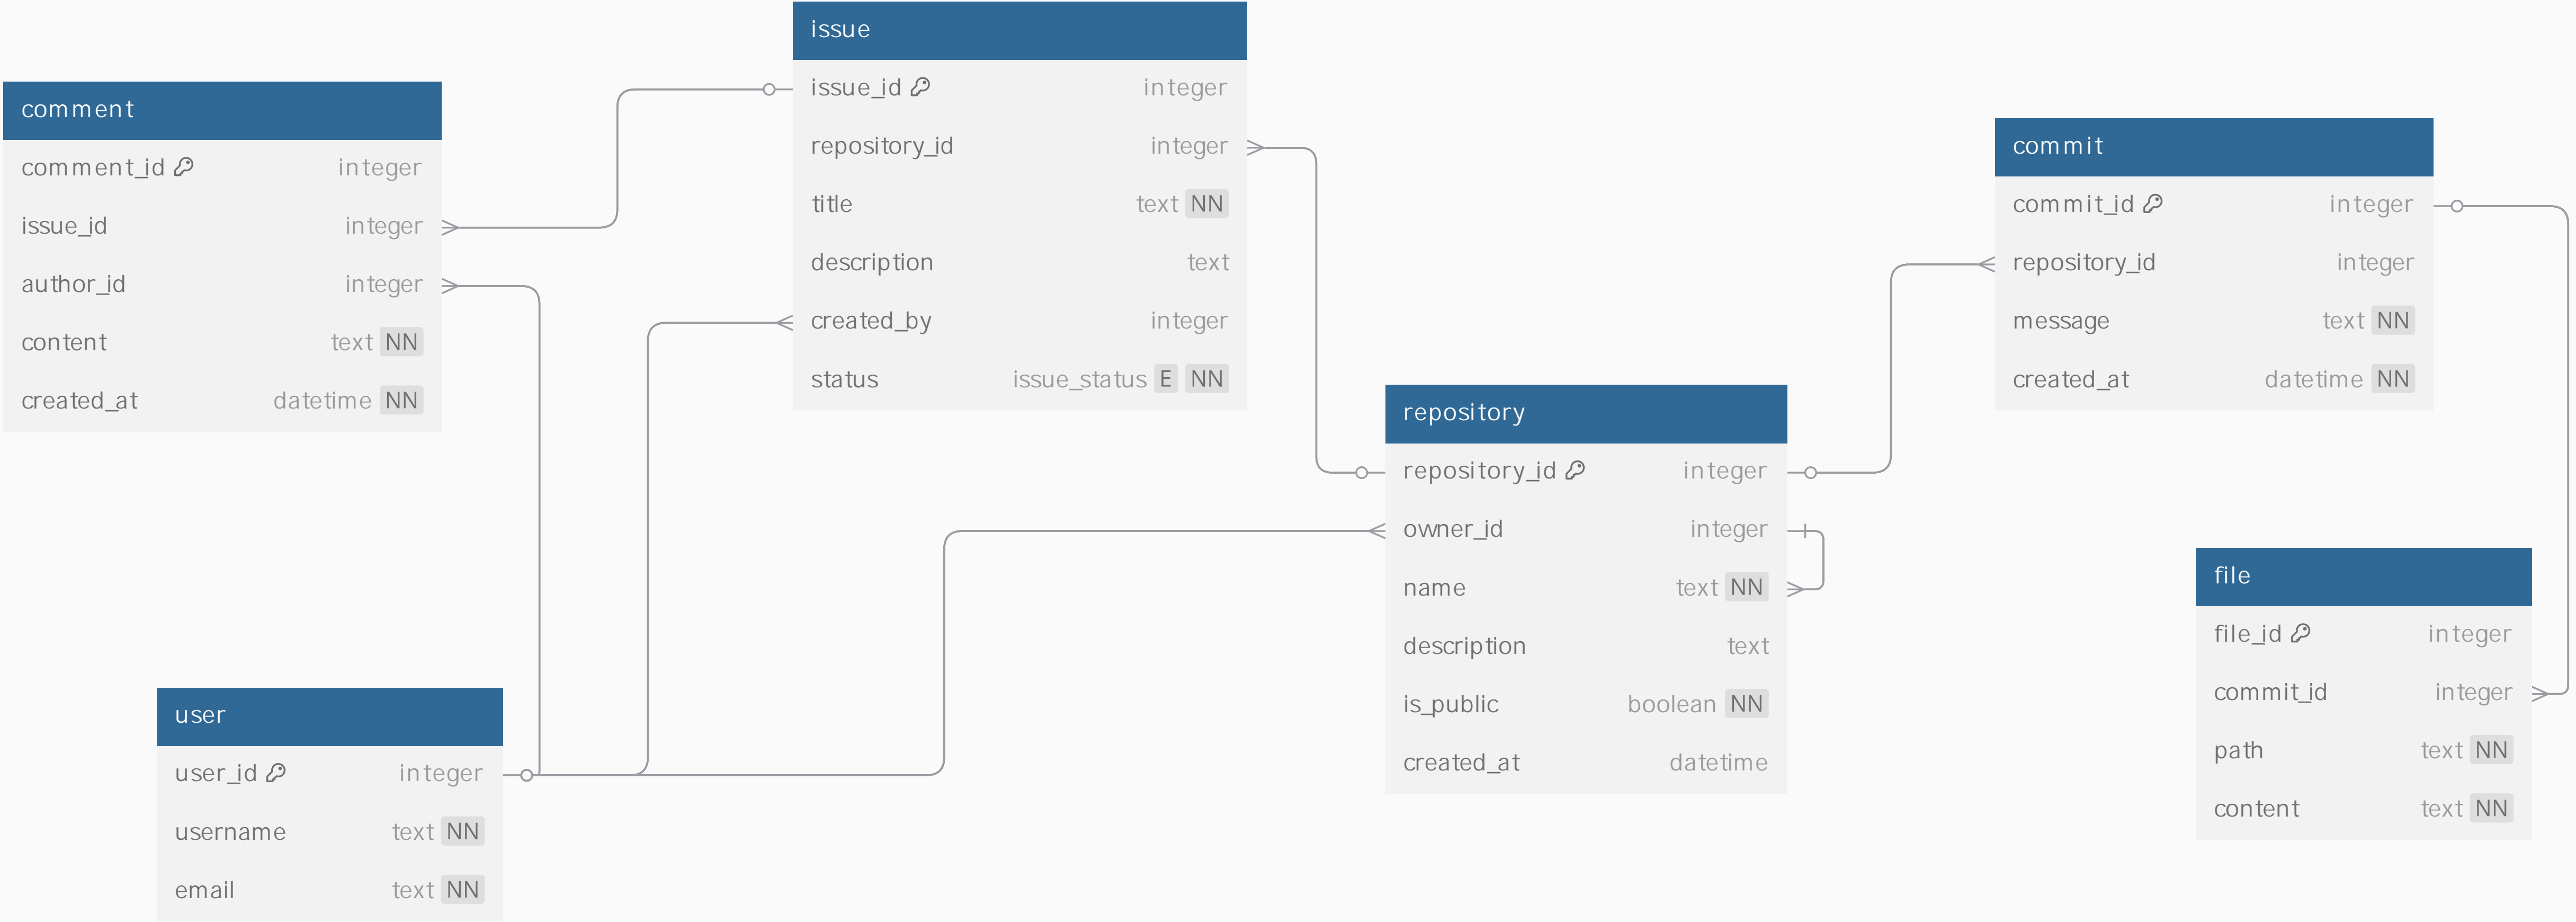 comment
comment_id integer
issue_id integer
author_id integer
content text NN
created_at datetime NN
issue
issue_id integer
repository_id integer
title text NN
description text
created_by integer
status issue_status E NN
user
user_id integer
username text NN
email text NN
repository
repository_id integer
owner_id integer
name text NN
description text
is_public boolean NN
created_at datetime
commit
commit_id integer
repository_id integer
message text NN
created_at datetime NN
file
file_id integer
commit_id integer
path text NN
content text NN